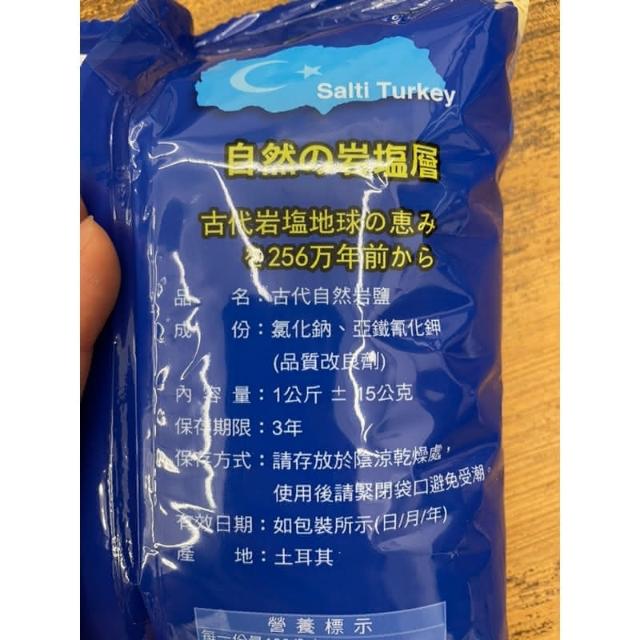 Salti Turkey
自然の岩塩層
古代岩塩地球の恵み
を256万年前から
品名：古代自然岩鹽
成份：氯化鈉、亞鐵氰化鉀
(品質改良劑)
內容量：1公斤 ± 15公克
保存期限：3年
保存方式：請存放於陰涼乾燥處，
使用後請緊閉袋口避免受潮。
有效日期：如包裝所示(日/月/年)
產地：土耳其
營養標示
每一份量